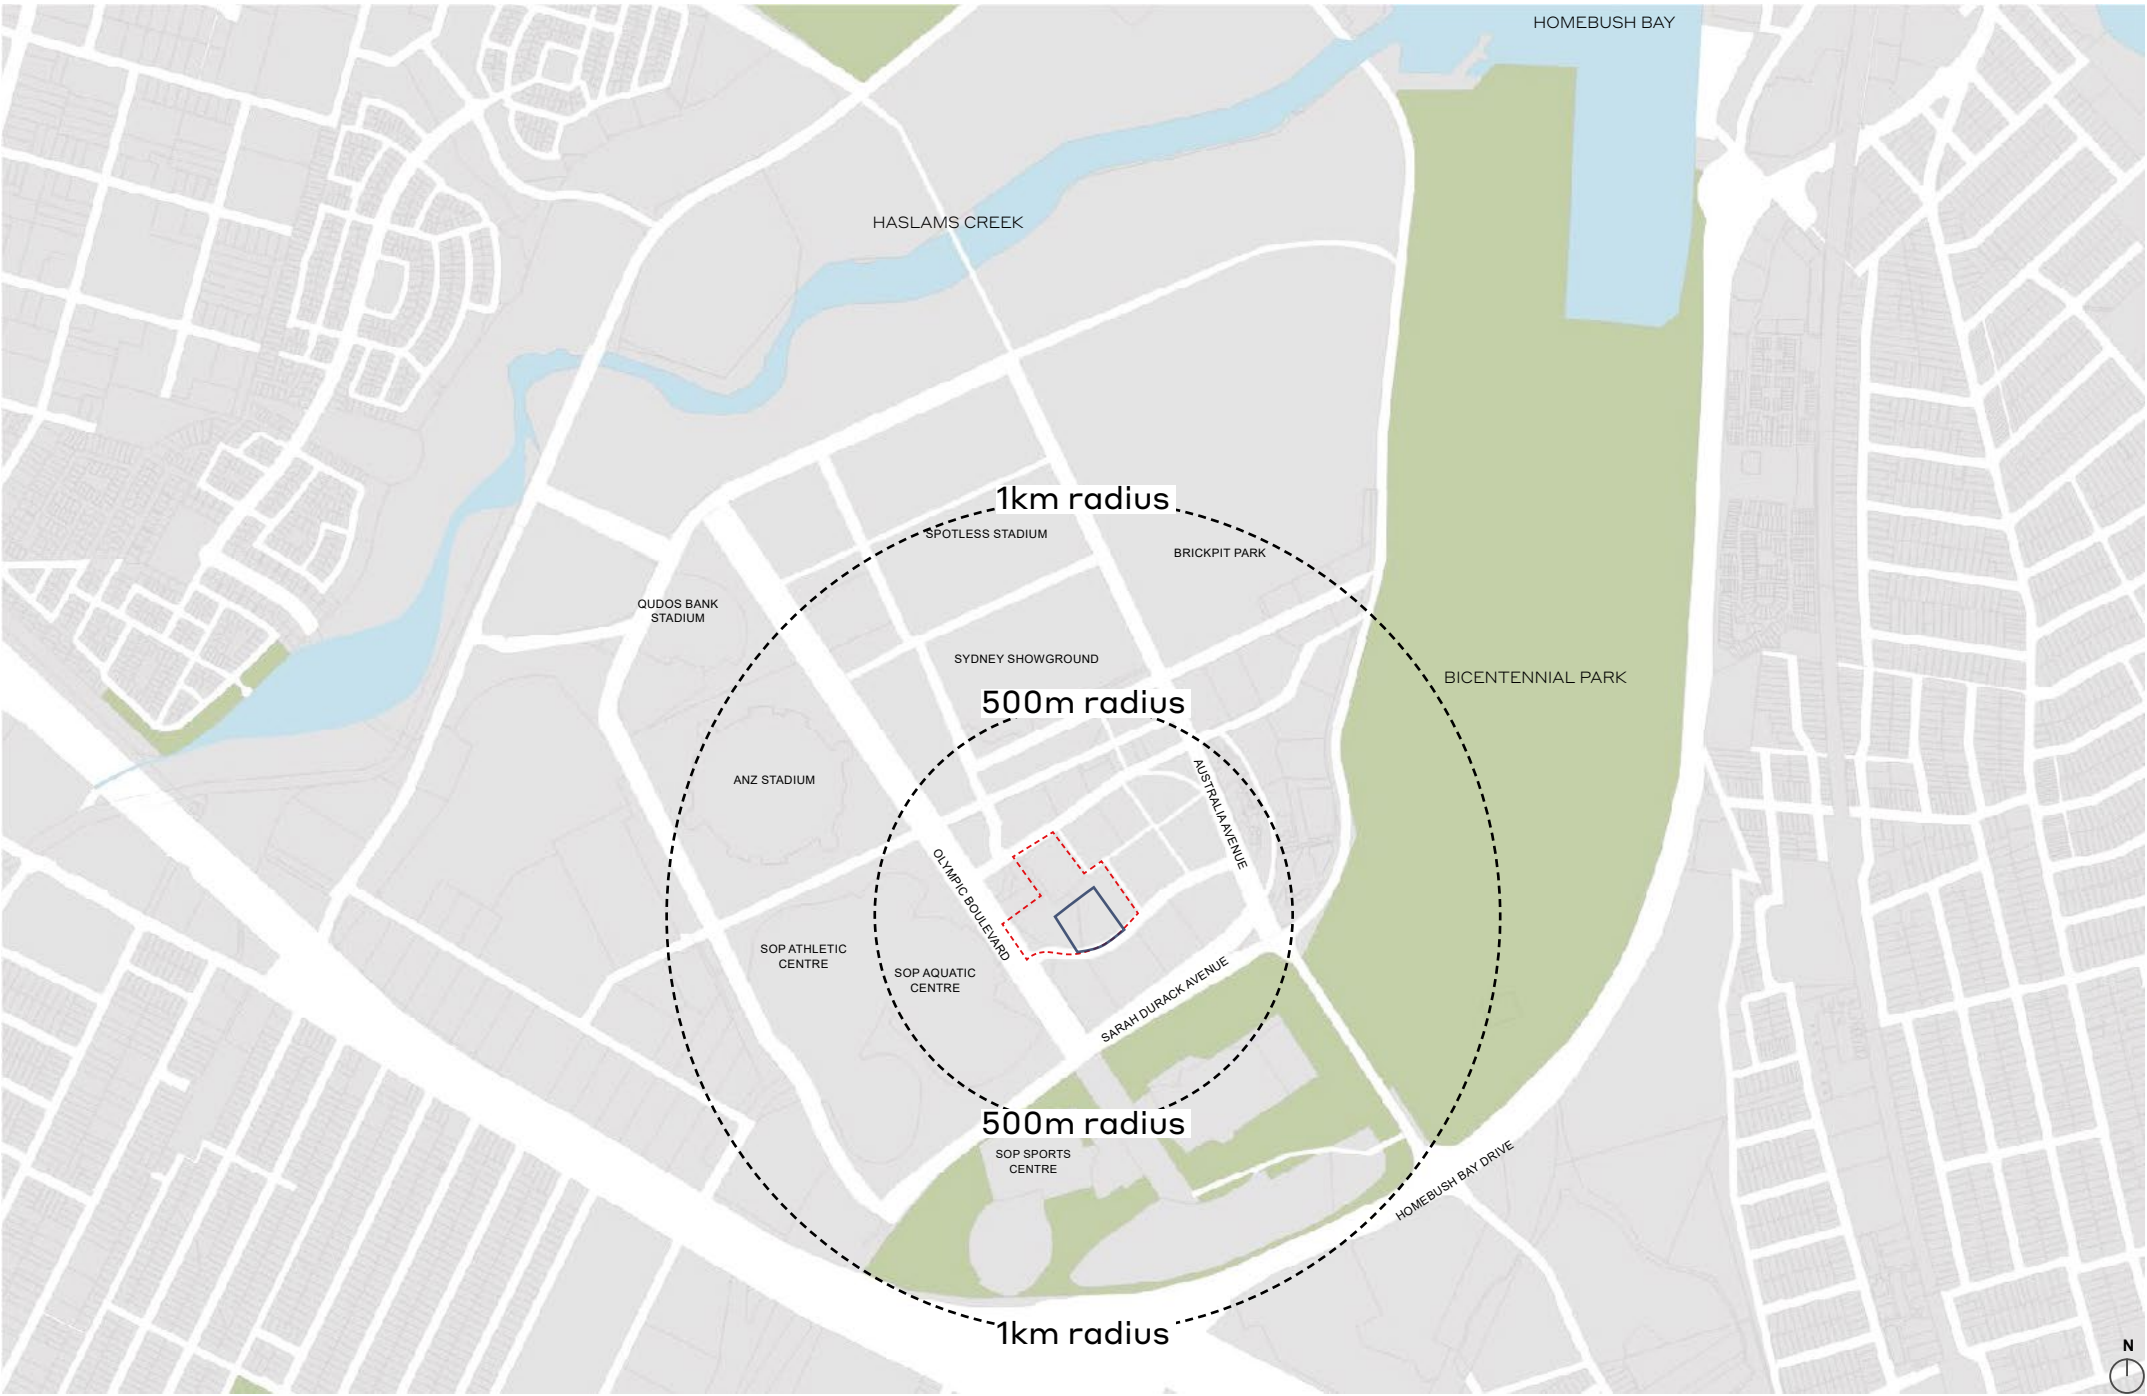 HOMEBUSH BAY
HASLAMS CREEK
1km radius
SPOTLESS STADIUM
BRICKPIT PARK
QUDOS BANK
STADIUM
SYDNEY SHOWGROUND
BICENTENNIAL PARK
500m radius
ANZ STADIUM
AUSTRALIA AVENUE
OLYMPIC BOULEVARD
SOP ATHLETIC
CENTRE
SOP AQUATIC
CENTRE
SARAH DURACK AVENUE
500m radius
SOP SPORTS
CENTRE
HOMEBUSH BAY DRIVE
1km radius
N